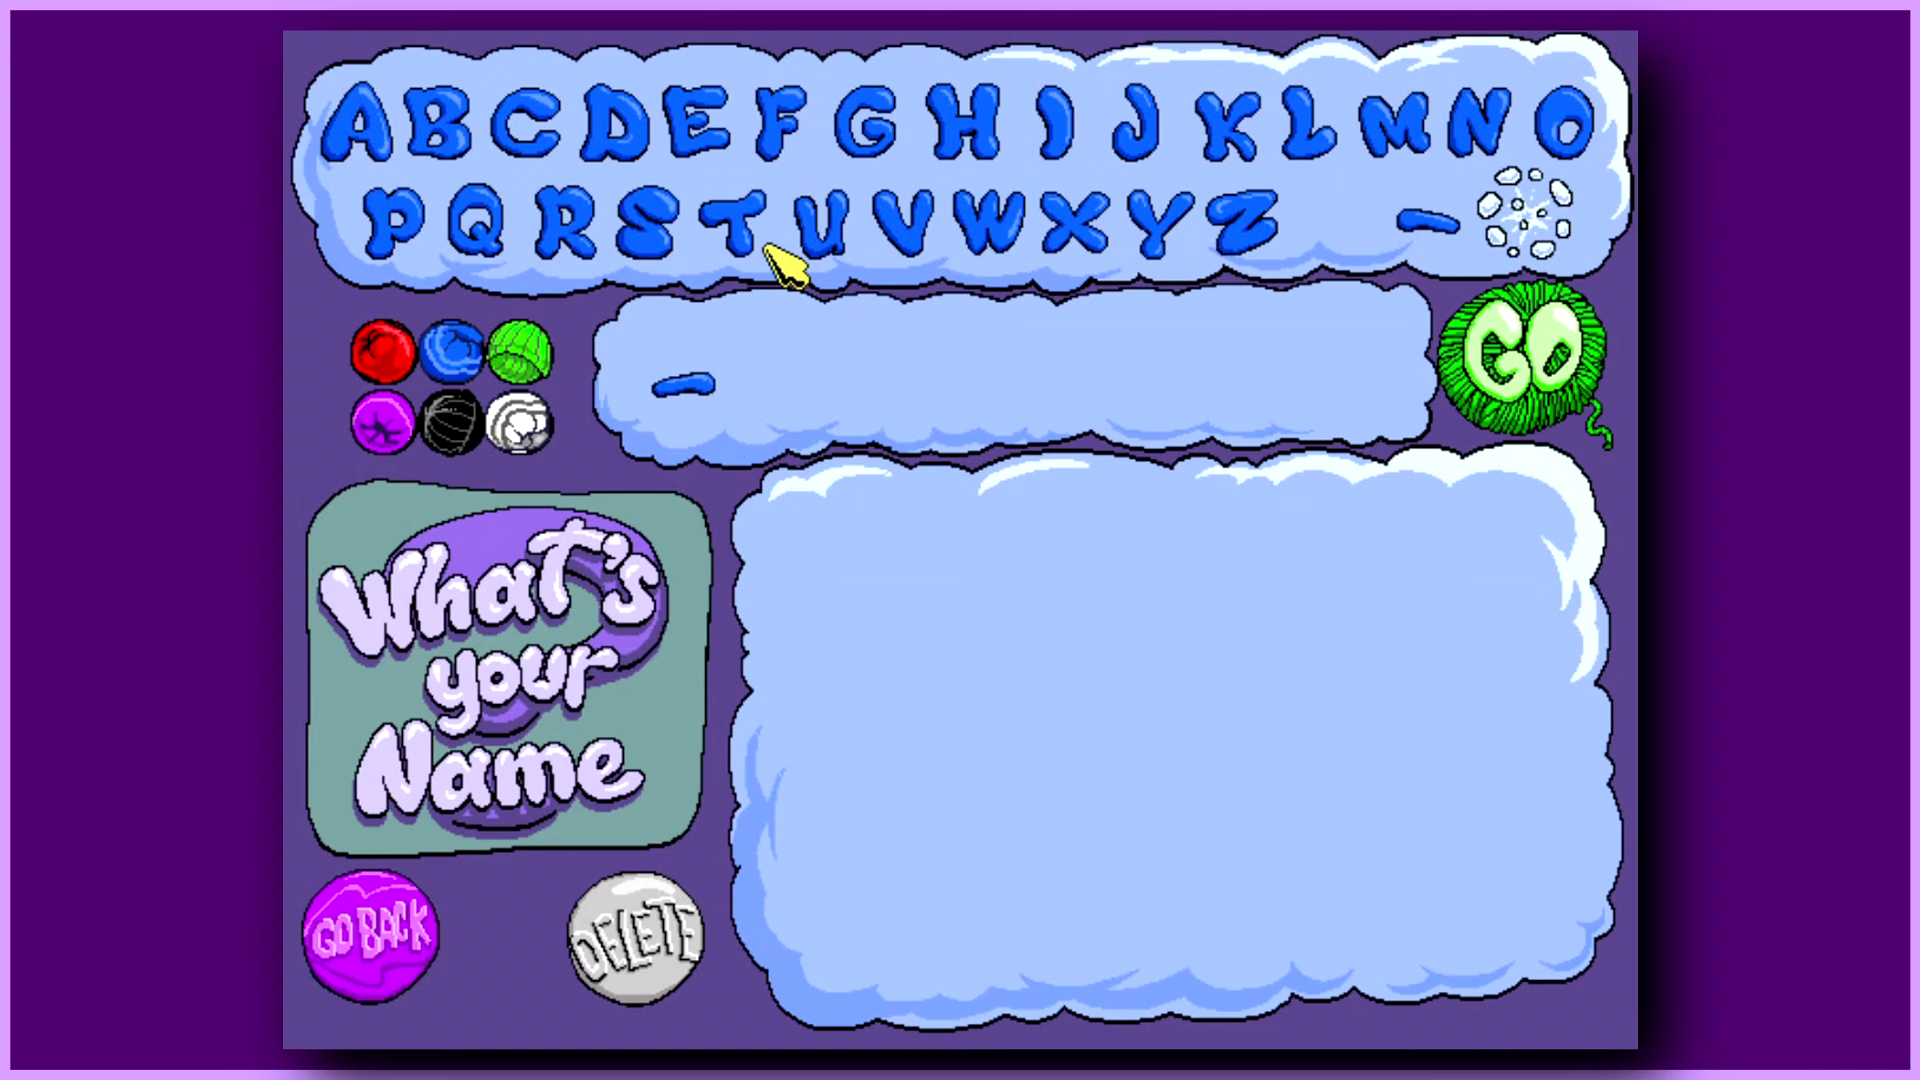 ABCDEFGHIJKLMNO
PQRSTUVWXYZ -
-
GO
What's
your
Name
GO BACK
DELETE